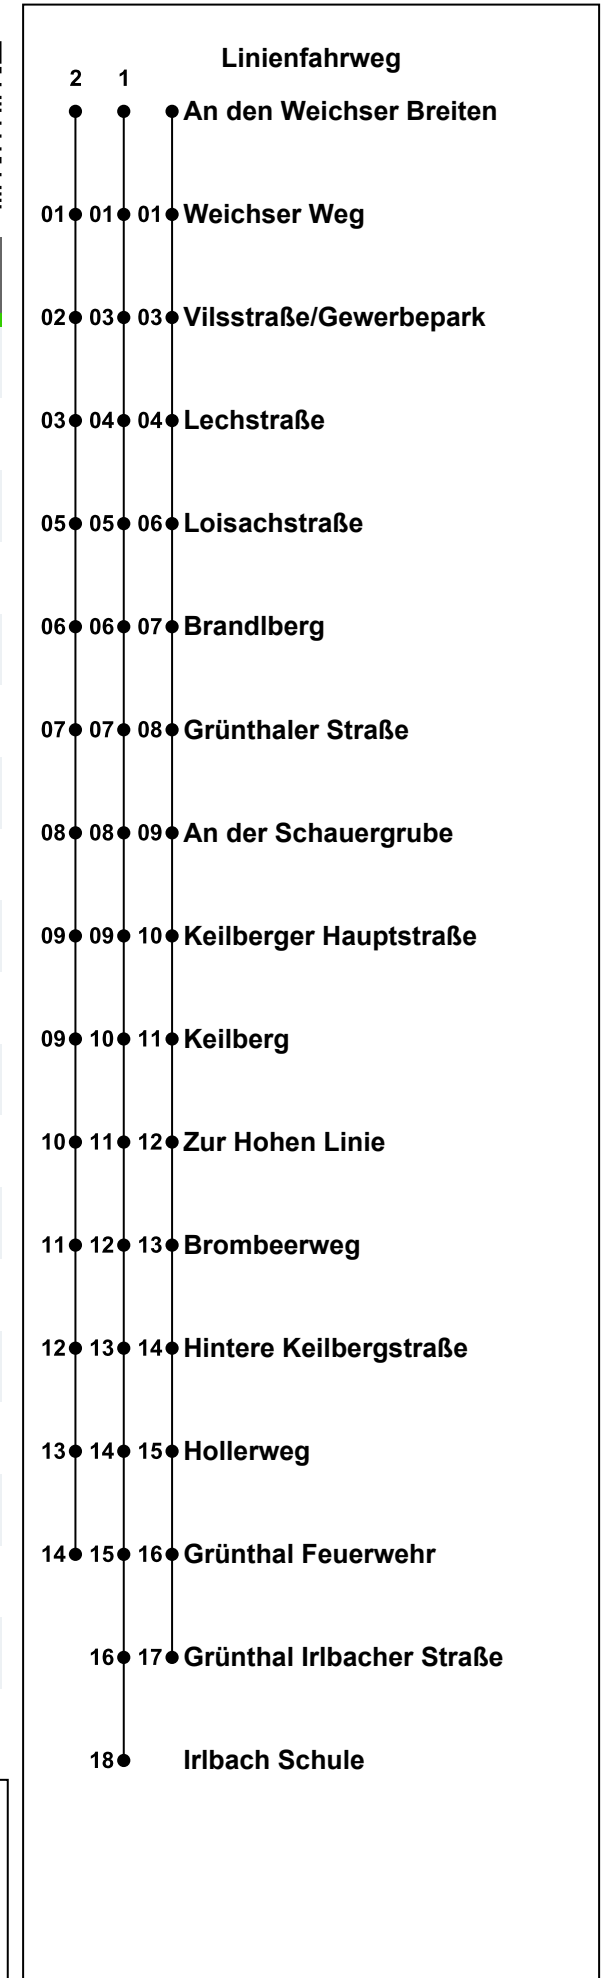 Linienfahrweg
2 1
An den Weichser Breiten
01 01 01 Weichser Weg
02 03 03 Vilsstraße/Gewerbepark
03 04 04 Lechstraße
05 05 06 Loisachstraße
06 06 07 Brandlberg
07 07 08 Grünthaler Straße
08 08 09 An der Schauergrube
09 09 10 Keilberger Hauptstraße
09 10 11 Keilberg
10 11 12 Zur Hohen Linie
11 12 13 Brombeerweg
12 13 14 Hintere Keilbergstraße
13 14 15 Hollerweg
14 15 16 Grünthal Feuerwehr
16 17 Grünthal Irlbacher Straße
18 Irlbach Schule